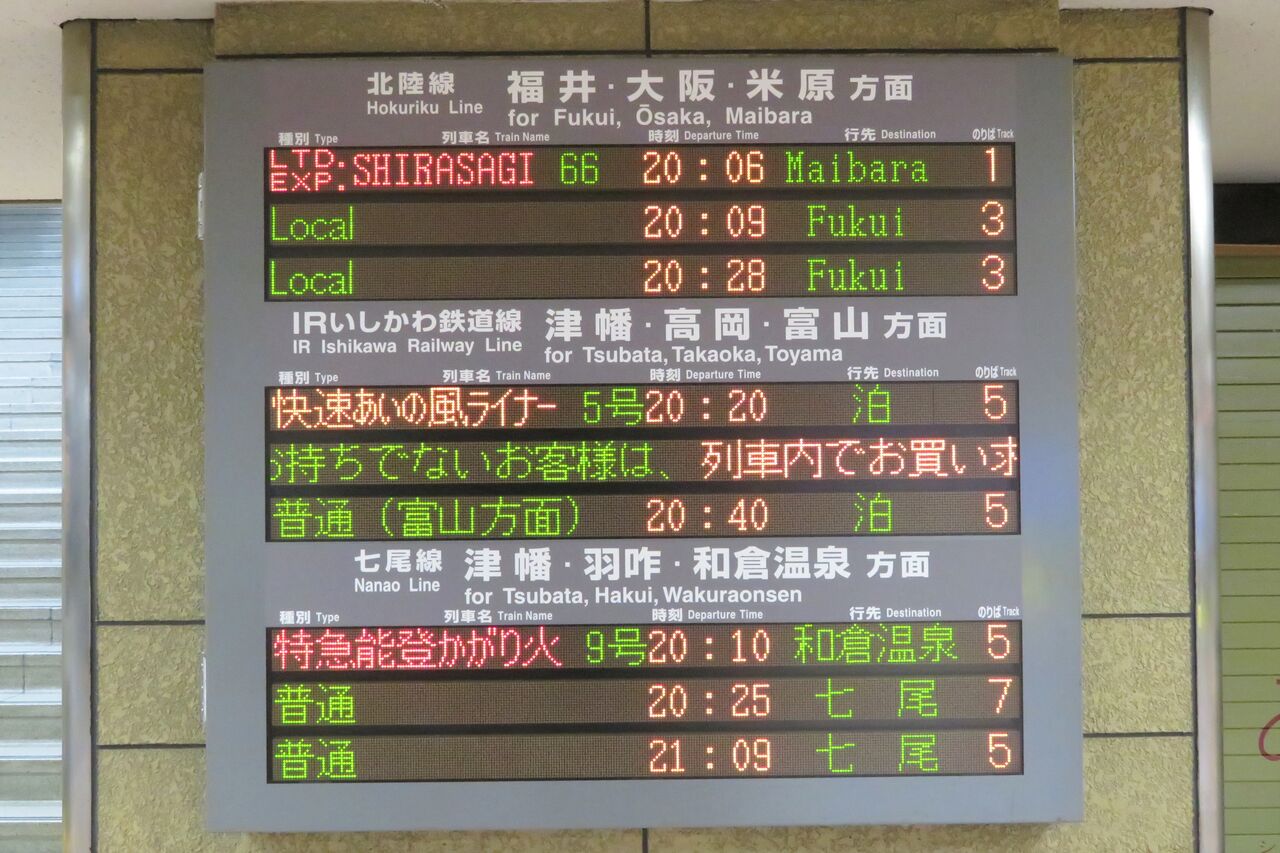 北陸線 福井・大阪・米原 方面
Hokuriku Line for Fukui, Ōsaka, Maibara
種別 Type 列車名 Train Name 時刻 Departure Time 行先 Destination のりば Track
LTD. EXP. SHIRASAGI 66 20:06 Maibara 1
Local 20:09 Fukui 3
Local 20:28 Fukui 3
IRいしかわ鉄道線 津幡・高岡・富山 方面
IR Ishikawa Railway Line for Tsubata, Takaoka, Toyama
種別 Type 列車名 Train Name 時刻 Departure Time 行先 Destination のりば Track
快速あいの風ライナー 5号 20:20 泊 5
持ちでないお客様は、列車内でお買い求
普通(富山方面) 20:40 泊 5
七尾線 津幡・羽咋・和倉温泉 方面
Nanao Line for Tsubata, Hakui, Wakuraonsen
種別 Type 列車名 Train Name 時刻 Departure Time 行先 Destination のりば Track
特急能登かがり火 9号 20:10 和倉温泉 5
普通 20:25 七尾 7
普通 21:09 七尾 5